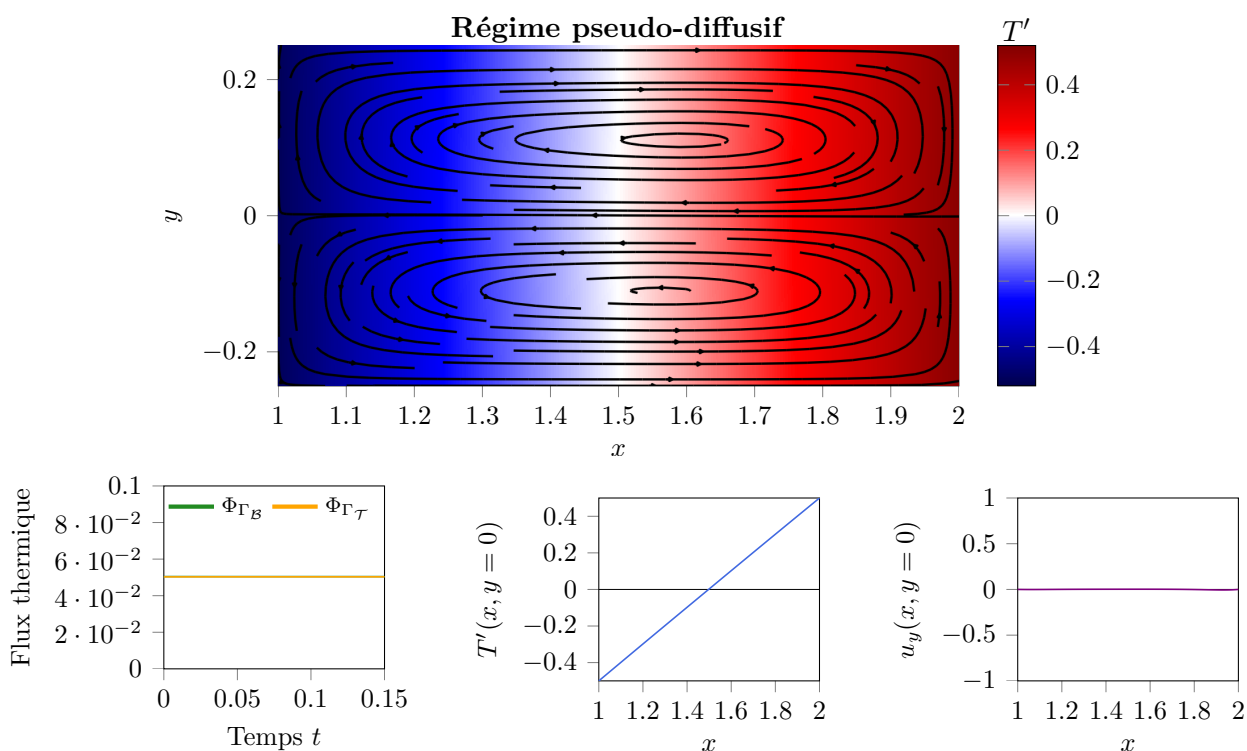 Régime pseudo-diffusif
T′
0.2
0
−0.2
y
1
1.1
1.2
1.3
1.4
1.5
1.6
1.7
1.8
1.9
2
x
0.4
0.2
0
−0.2
−0.4
Flux thermique
0.1
8 · 10⁻²
6 · 10⁻²
4 · 10⁻²
2 · 10⁻²
0
Φ_{Γ_ℬ}
Φ_{Γ_𝒯}
0
0.05
0.1
0.15
Temps t
T′(x, y = 0)
0.4
0.2
0
−0.2
−0.4
1
1.2
1.4
1.6
1.8
2
x
u_y(x, y = 0)
1
0.5
0
−0.5
−1
1
1.2
1.4
1.6
1.8
2
x